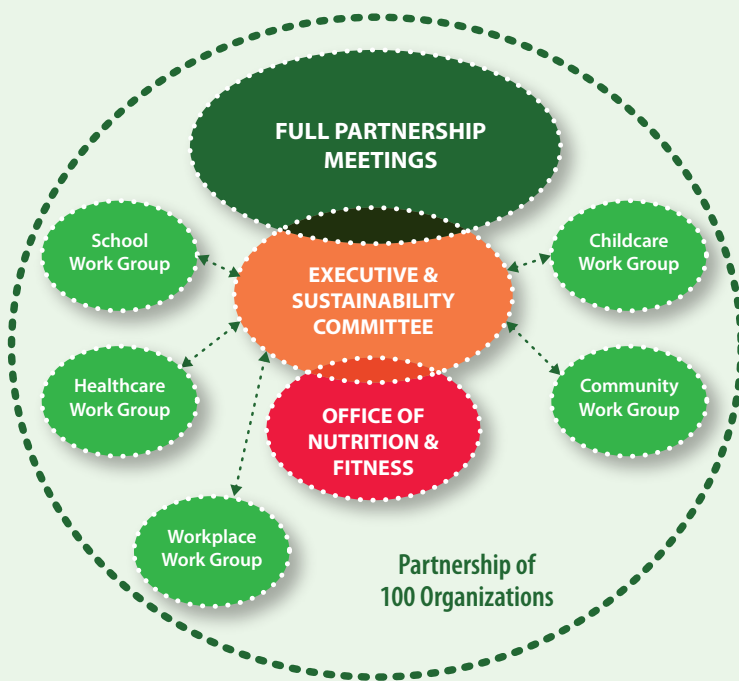 FULL PARTNERSHIP
MEETINGS
School
Work Group
Childcare
Work Group
EXECUTIVE &
SUSTAINABILITY
COMMITTEE
Healthcare
Work Group
Community
Work Group
OFFICE OF
NUTRITION &
FITNESS
Workplace
Work Group
Partnership of
100 Organizations